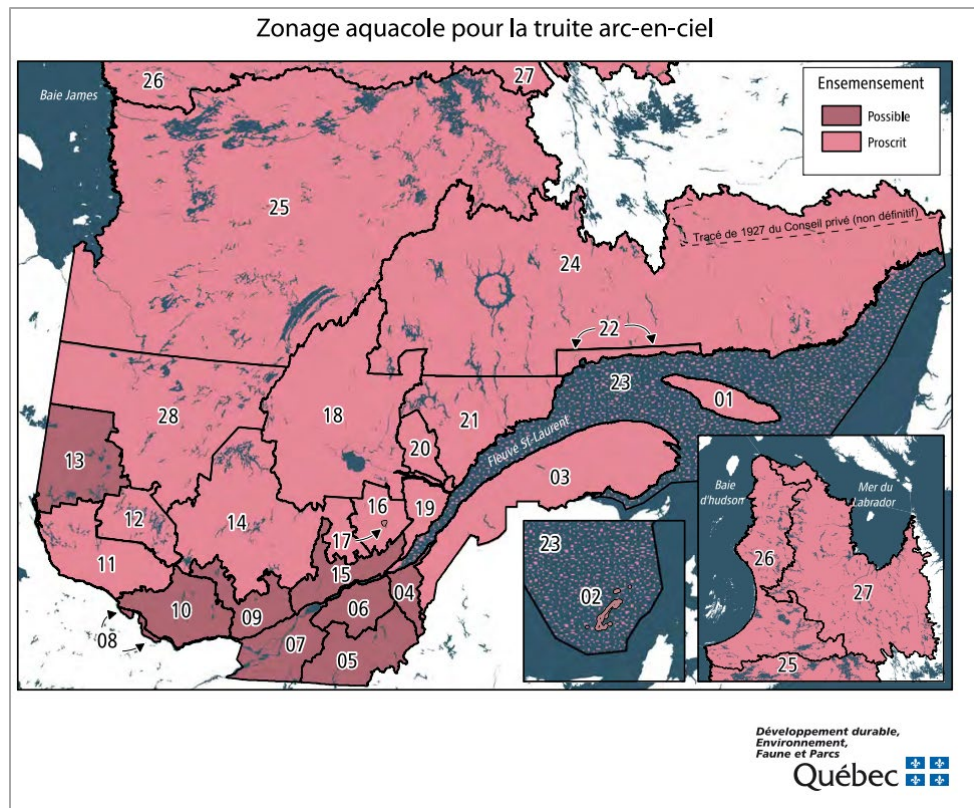 Zonage aquacole pour la truite arc-en-ciel
26
27
Baie James
Ensemensement
Possible
Proscrit
25
Tracé de 1927 du Conseil privé (non définitif)
24
22
23
01
28
18
21
20
Fleuve St-Laurent
13
03
16
19
12
14
17
15
11
04
06
10
09
08
07
05
23
02
Baie
d'hudson
Mer du
Labrador
26
27
25
Développement durable,
Environnement,
Faune et Parcs
Québec